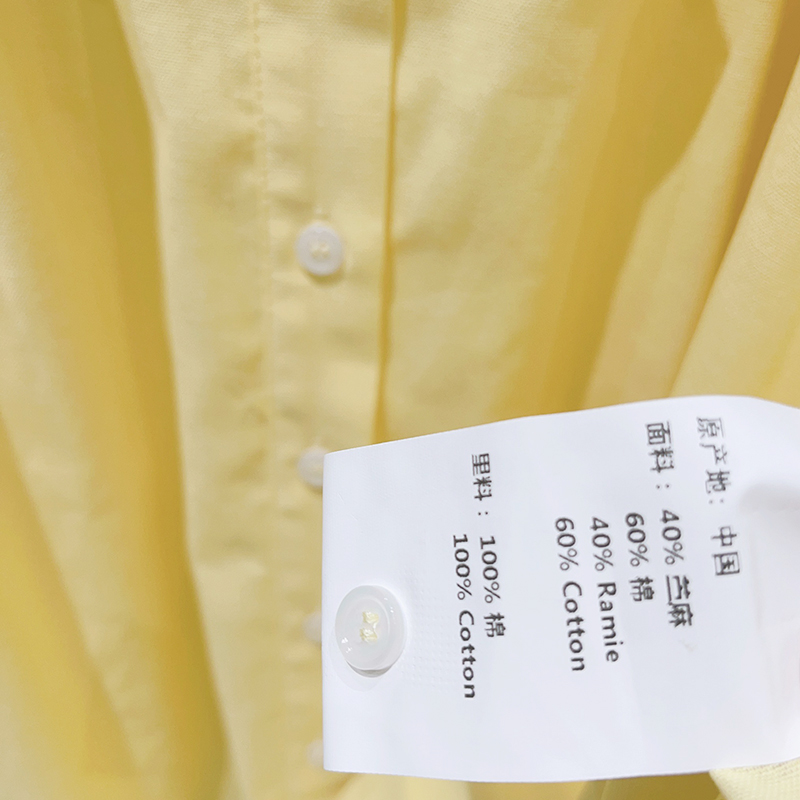 原产地：中国
面料：40% 苎麻
60% 棉
40% Ramie
60% Cotton
里料：100% 棉
100% Cotton